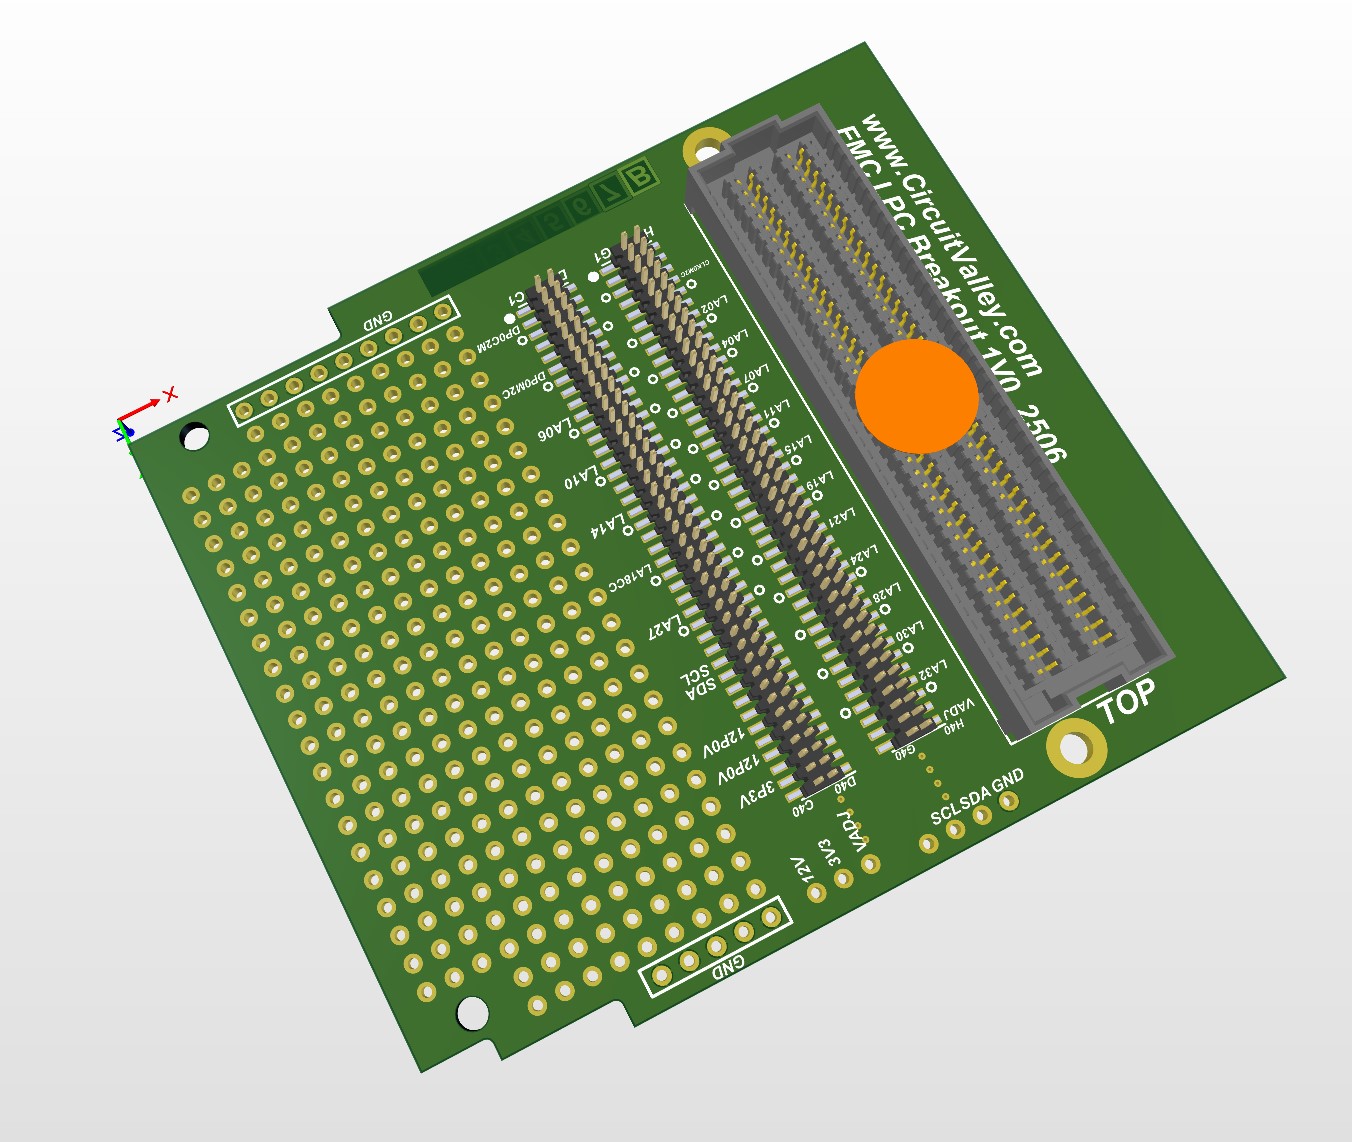 www.CircuitValley.com
FMC LPC Breakout 1V0 2506
TOP
B
GND
C1
G1
H
DP0C2M
DP0M2C
LA06
LA10
LA14
LA18CC
LA27
SCL
SDA
12P0V
12P0V
3P3V
C40
D40
CLK0M2C
LA02
LA04
LA07
LA11
LA15
LA19
LA21
LA24
LA28
LA30
LA32
VADJ
H40
G40
SCL SDA GND
12V
3V3
VADJ
GND
X